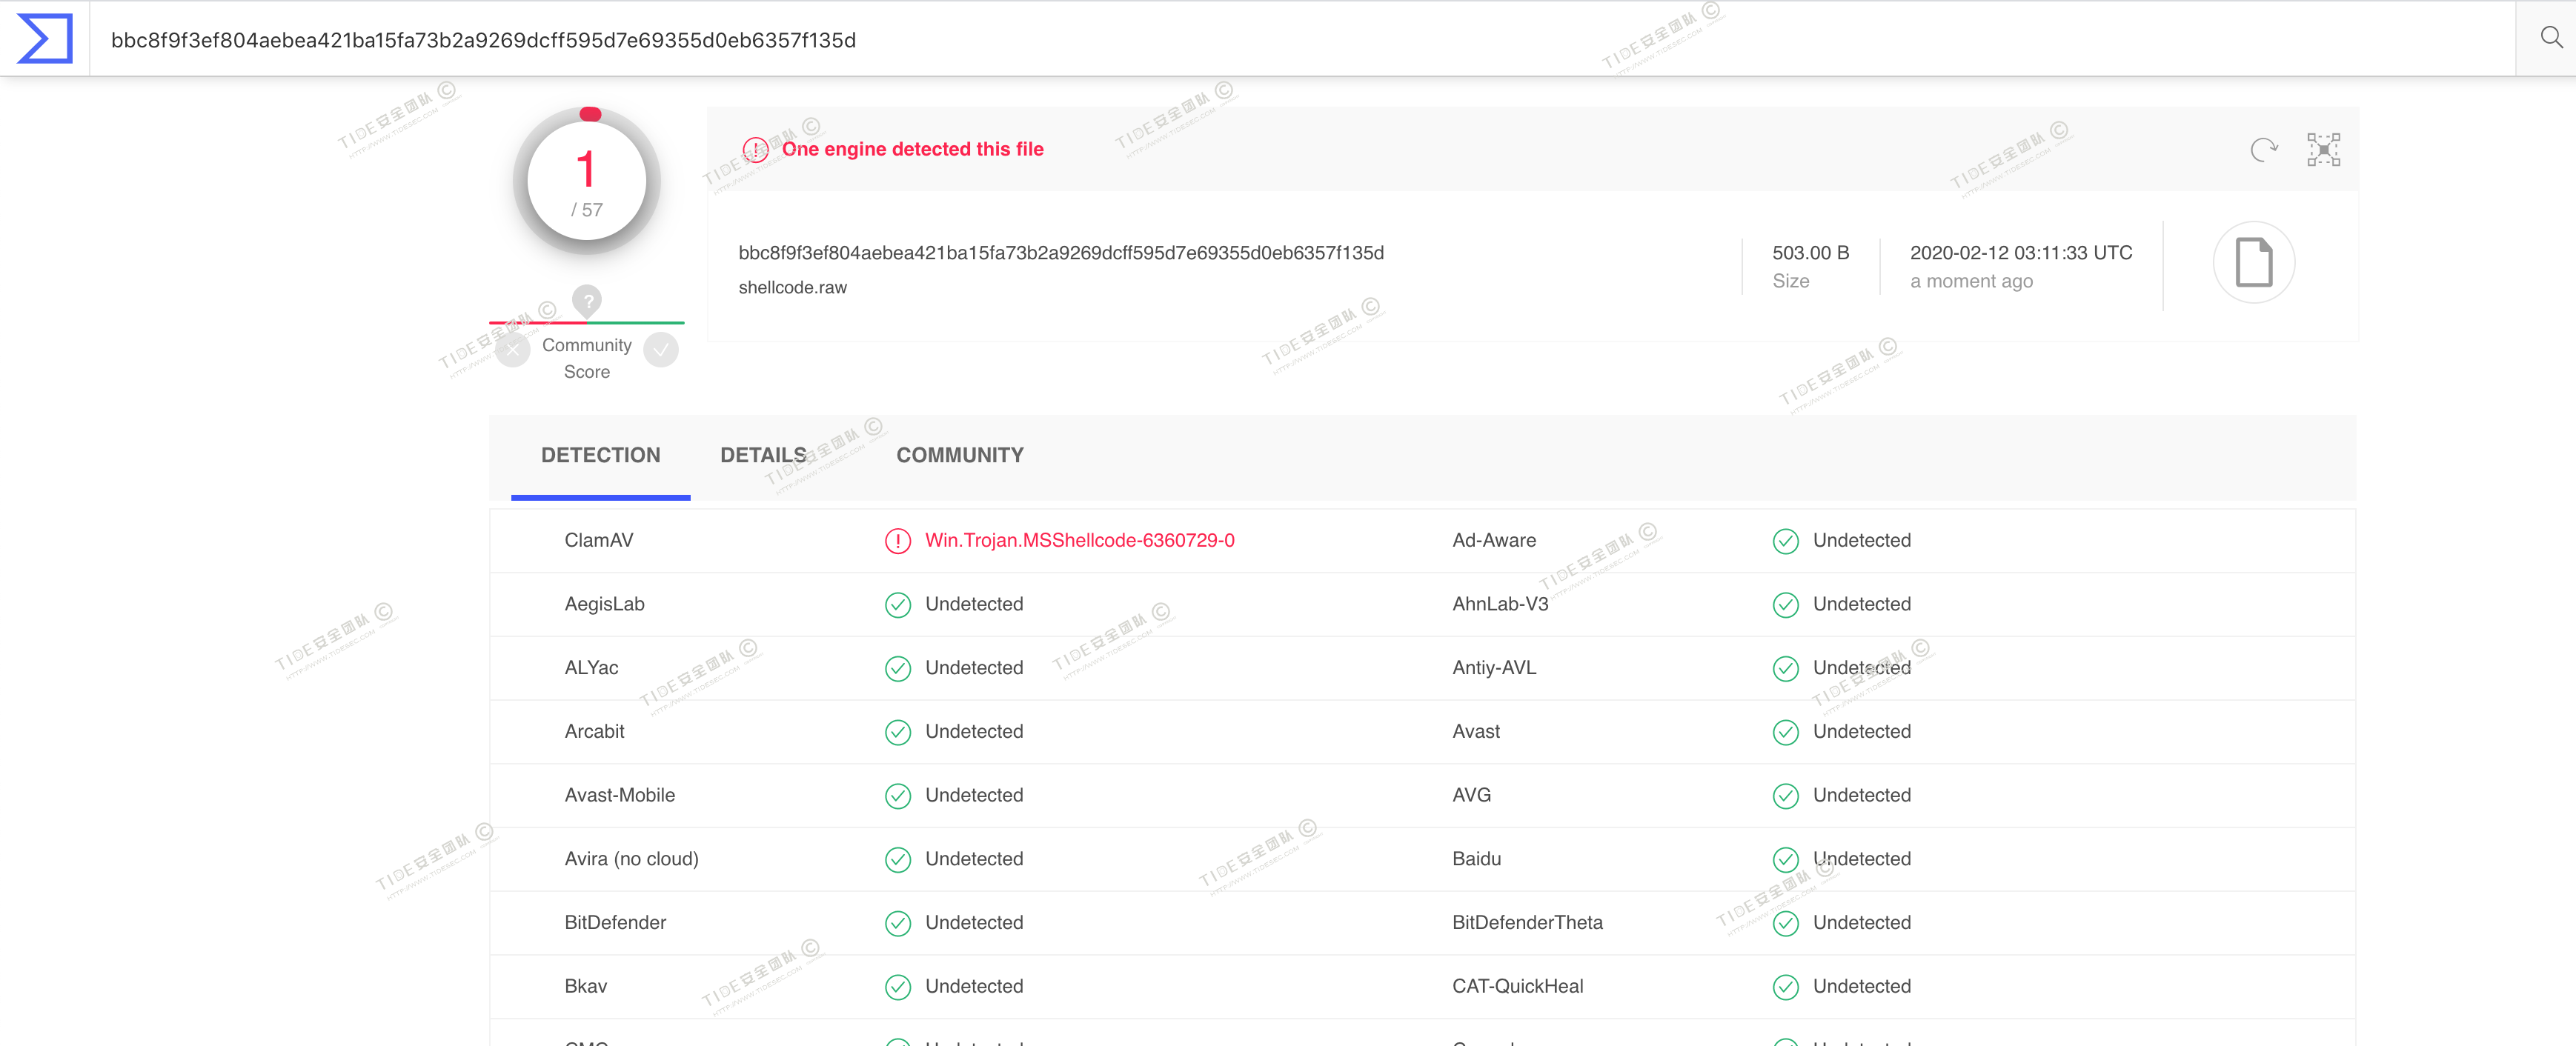 bbc8f9f3ef804aebea421ba15fa73b2a9269dcff595d7e69355d0eb6357f135d
1
/ 57
One engine detected this file
bbc8f9f3ef804aebea421ba15fa73b2a9269dcff595d7e69355d0eb6357f135d
shellcode.raw
503.00 B
Size
2020-02-12 03:11:33 UTC
a moment ago
?
Community
Score
DETECTION DETAILS COMMUNITY
ClamAV Win.Trojan.MSShellcode-6360729-0 Ad-Aware Undetected
AegisLab Undetected AhnLab-V3 Undetected
ALYac Undetected Antiy-AVL Undetected
Arcabit Undetected Avast Undetected
Avast-Mobile Undetected AVG Undetected
Avira (no cloud) Undetected Baidu Undetected
BitDefender Undetected BitDefenderTheta Undetected
Bkav Undetected CAT-QuickHeal Undetected
TIDE安全团队 ©
HTTP://WWW.TIDESEC.COM